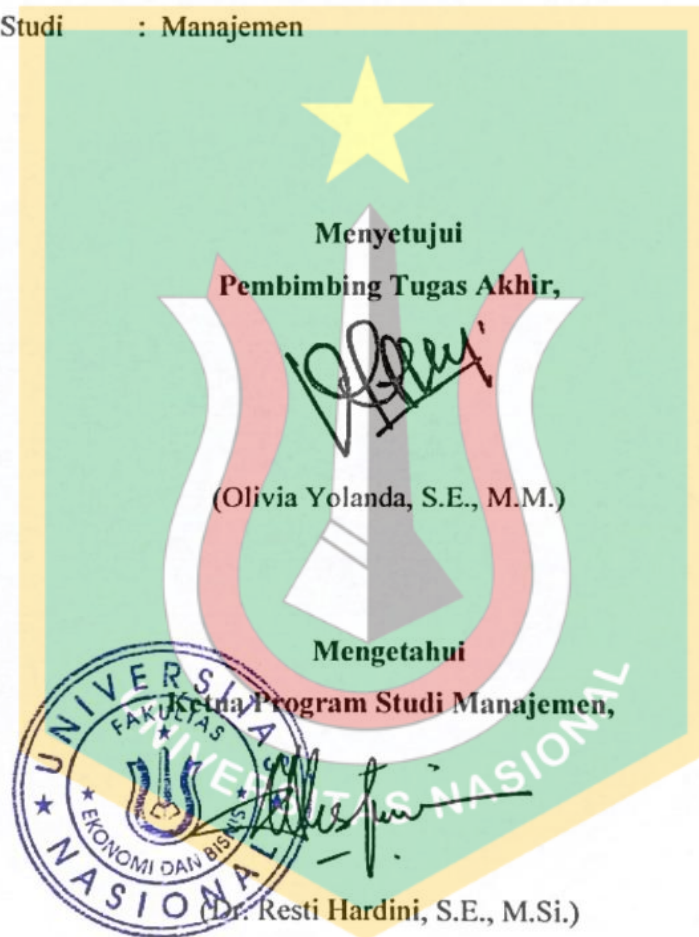 Studi : Manajemen
Menyetujui
Pembimbing Tugas Akhir,
(Olivia Yolanda, S.E., M.M.)
Mengetahui
Ketua Program Studi Manajemen,
(Dr. Resti Hardini, S.E., M.Si.)
UNIVERSITAS NASIONAL
FAKULTAS
EKONOMI DAN BISNIS
UNIVERSITAS NASIONAL